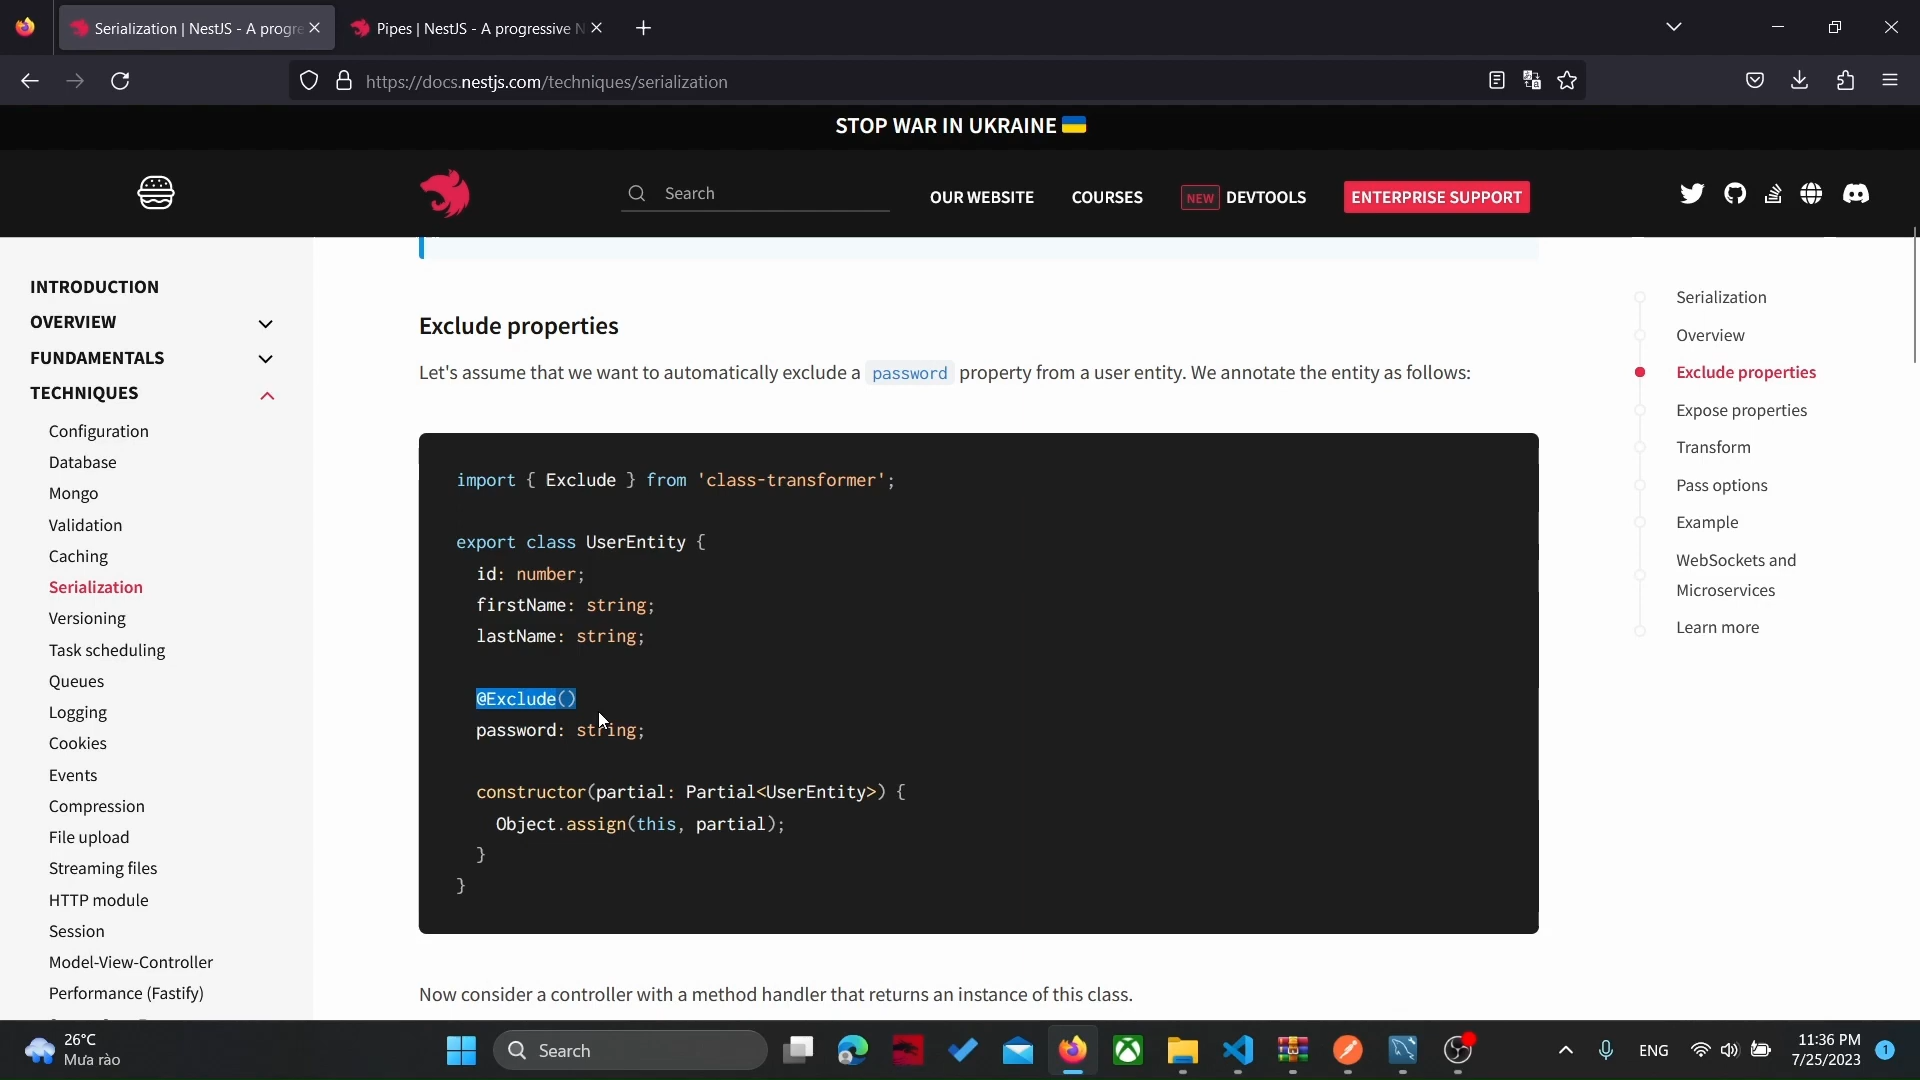 Serialization | NestJS - A progre
Pipes | NestJS - A progressive N
https://docs.nestjs.com/techniques/serialization
STOP WAR IN UKRAINE
Search
OUR WEBSITE
COURSES
NEW DEVTOOLS
ENTERPRISE SUPPORT
INTRODUCTION
OVERVIEW
FUNDAMENTALS
TECHNIQUES
Configuration
Database
Mongo
Validation
Caching
Serialization
Versioning
Task scheduling
Queues
Logging
Cookies
Events
Compression
File upload
Streaming files
HTTP module
Session
Model-View-Controller
Performance (Fastify)
Exclude properties
Let's assume that we want to automatically exclude a password property from a user entity. We annotate the entity as follows:
import { Exclude } from 'class-transformer';
export class UserEntity {
id: number;
firstName: string;
lastName: string;
@Exclude()
password: string;
constructor(partial: Partial<UserEntity>) {
Object.assign(this, partial);
}
}
Now consider a controller with a method handler that returns an instance of this class.
Serialization
Overview
Exclude properties
Expose properties
Transform
Pass options
Example
WebSockets and
Microservices
Learn more
26°C
Mưa rào
Search
ENG
11:36 PM
7/25/2023
1